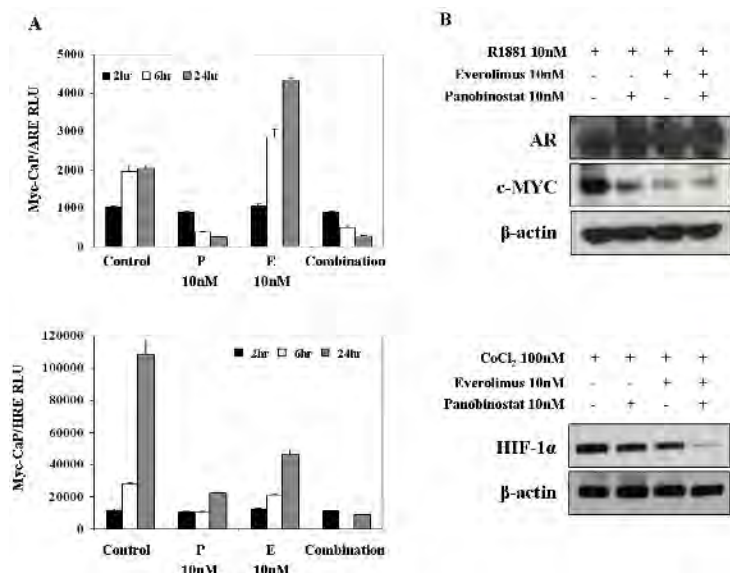 A
B
5000
4000
3000
2000
1000
0
Myc-CaP/ARE RLU
2hr 6hr 24hr
Control P E Combination
10nM 10nM
R1881 10nM + + + +
Everolimus 10nM - - + +
Panobinostat 10nM - + - +
AR
c-MYC
β-actin
120000
100000
80000
60000
40000
20000
0
Myc-CaP/HRE RLU
2hr 6hr 24hr
Control P E Combination
10nM 10nM
CoCl₂ 100nM + + + +
Everolimus 10nM - - + +
Panobinostat 10nM - + - +
HIF-1α
β-actin